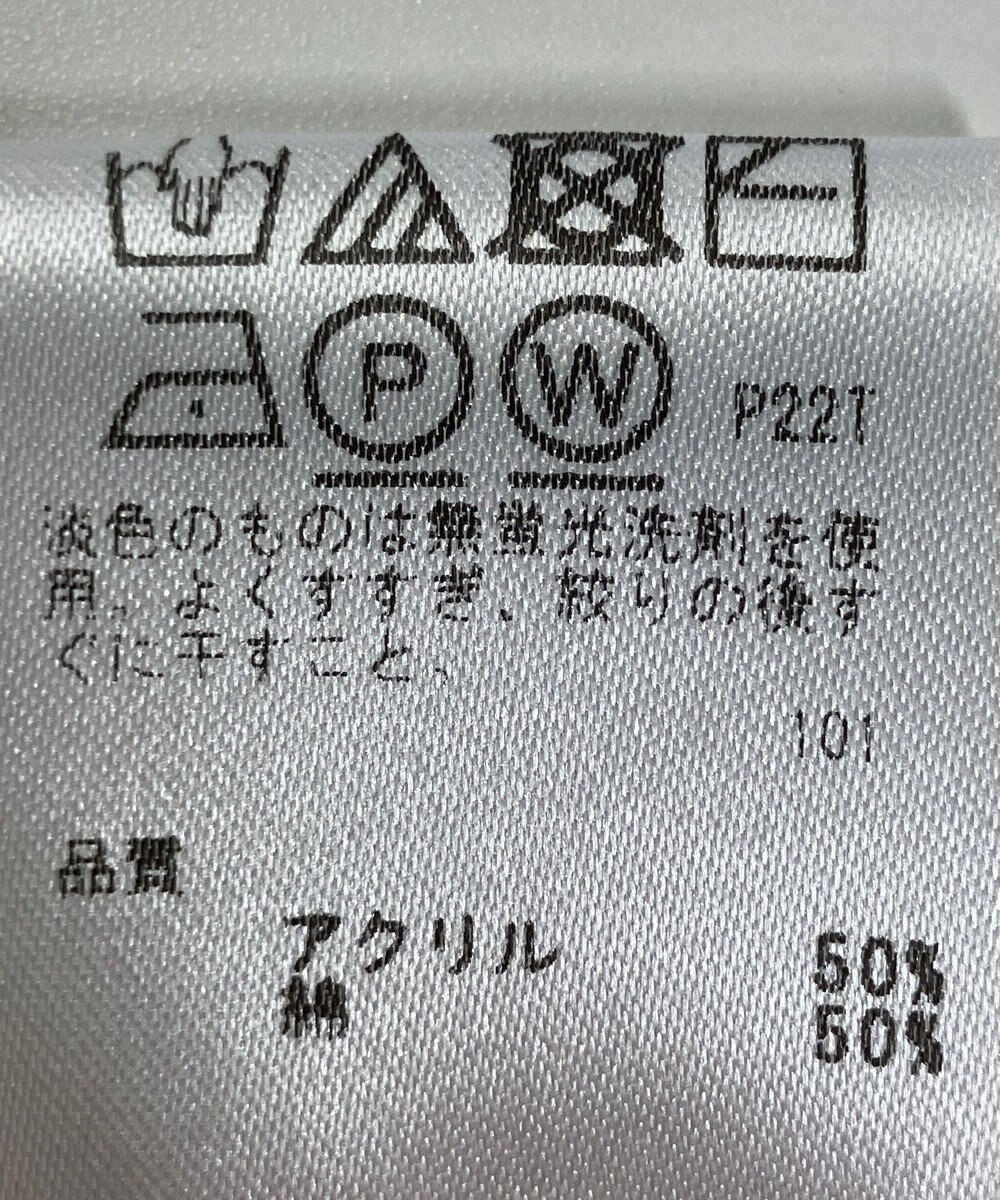 P
W
P22T
淡色のものは無蛍光洗剤を使
用。よくすすぎ、絞りの後す
ぐに干すこと。
101
品質
アクリル 50%
綿 50%